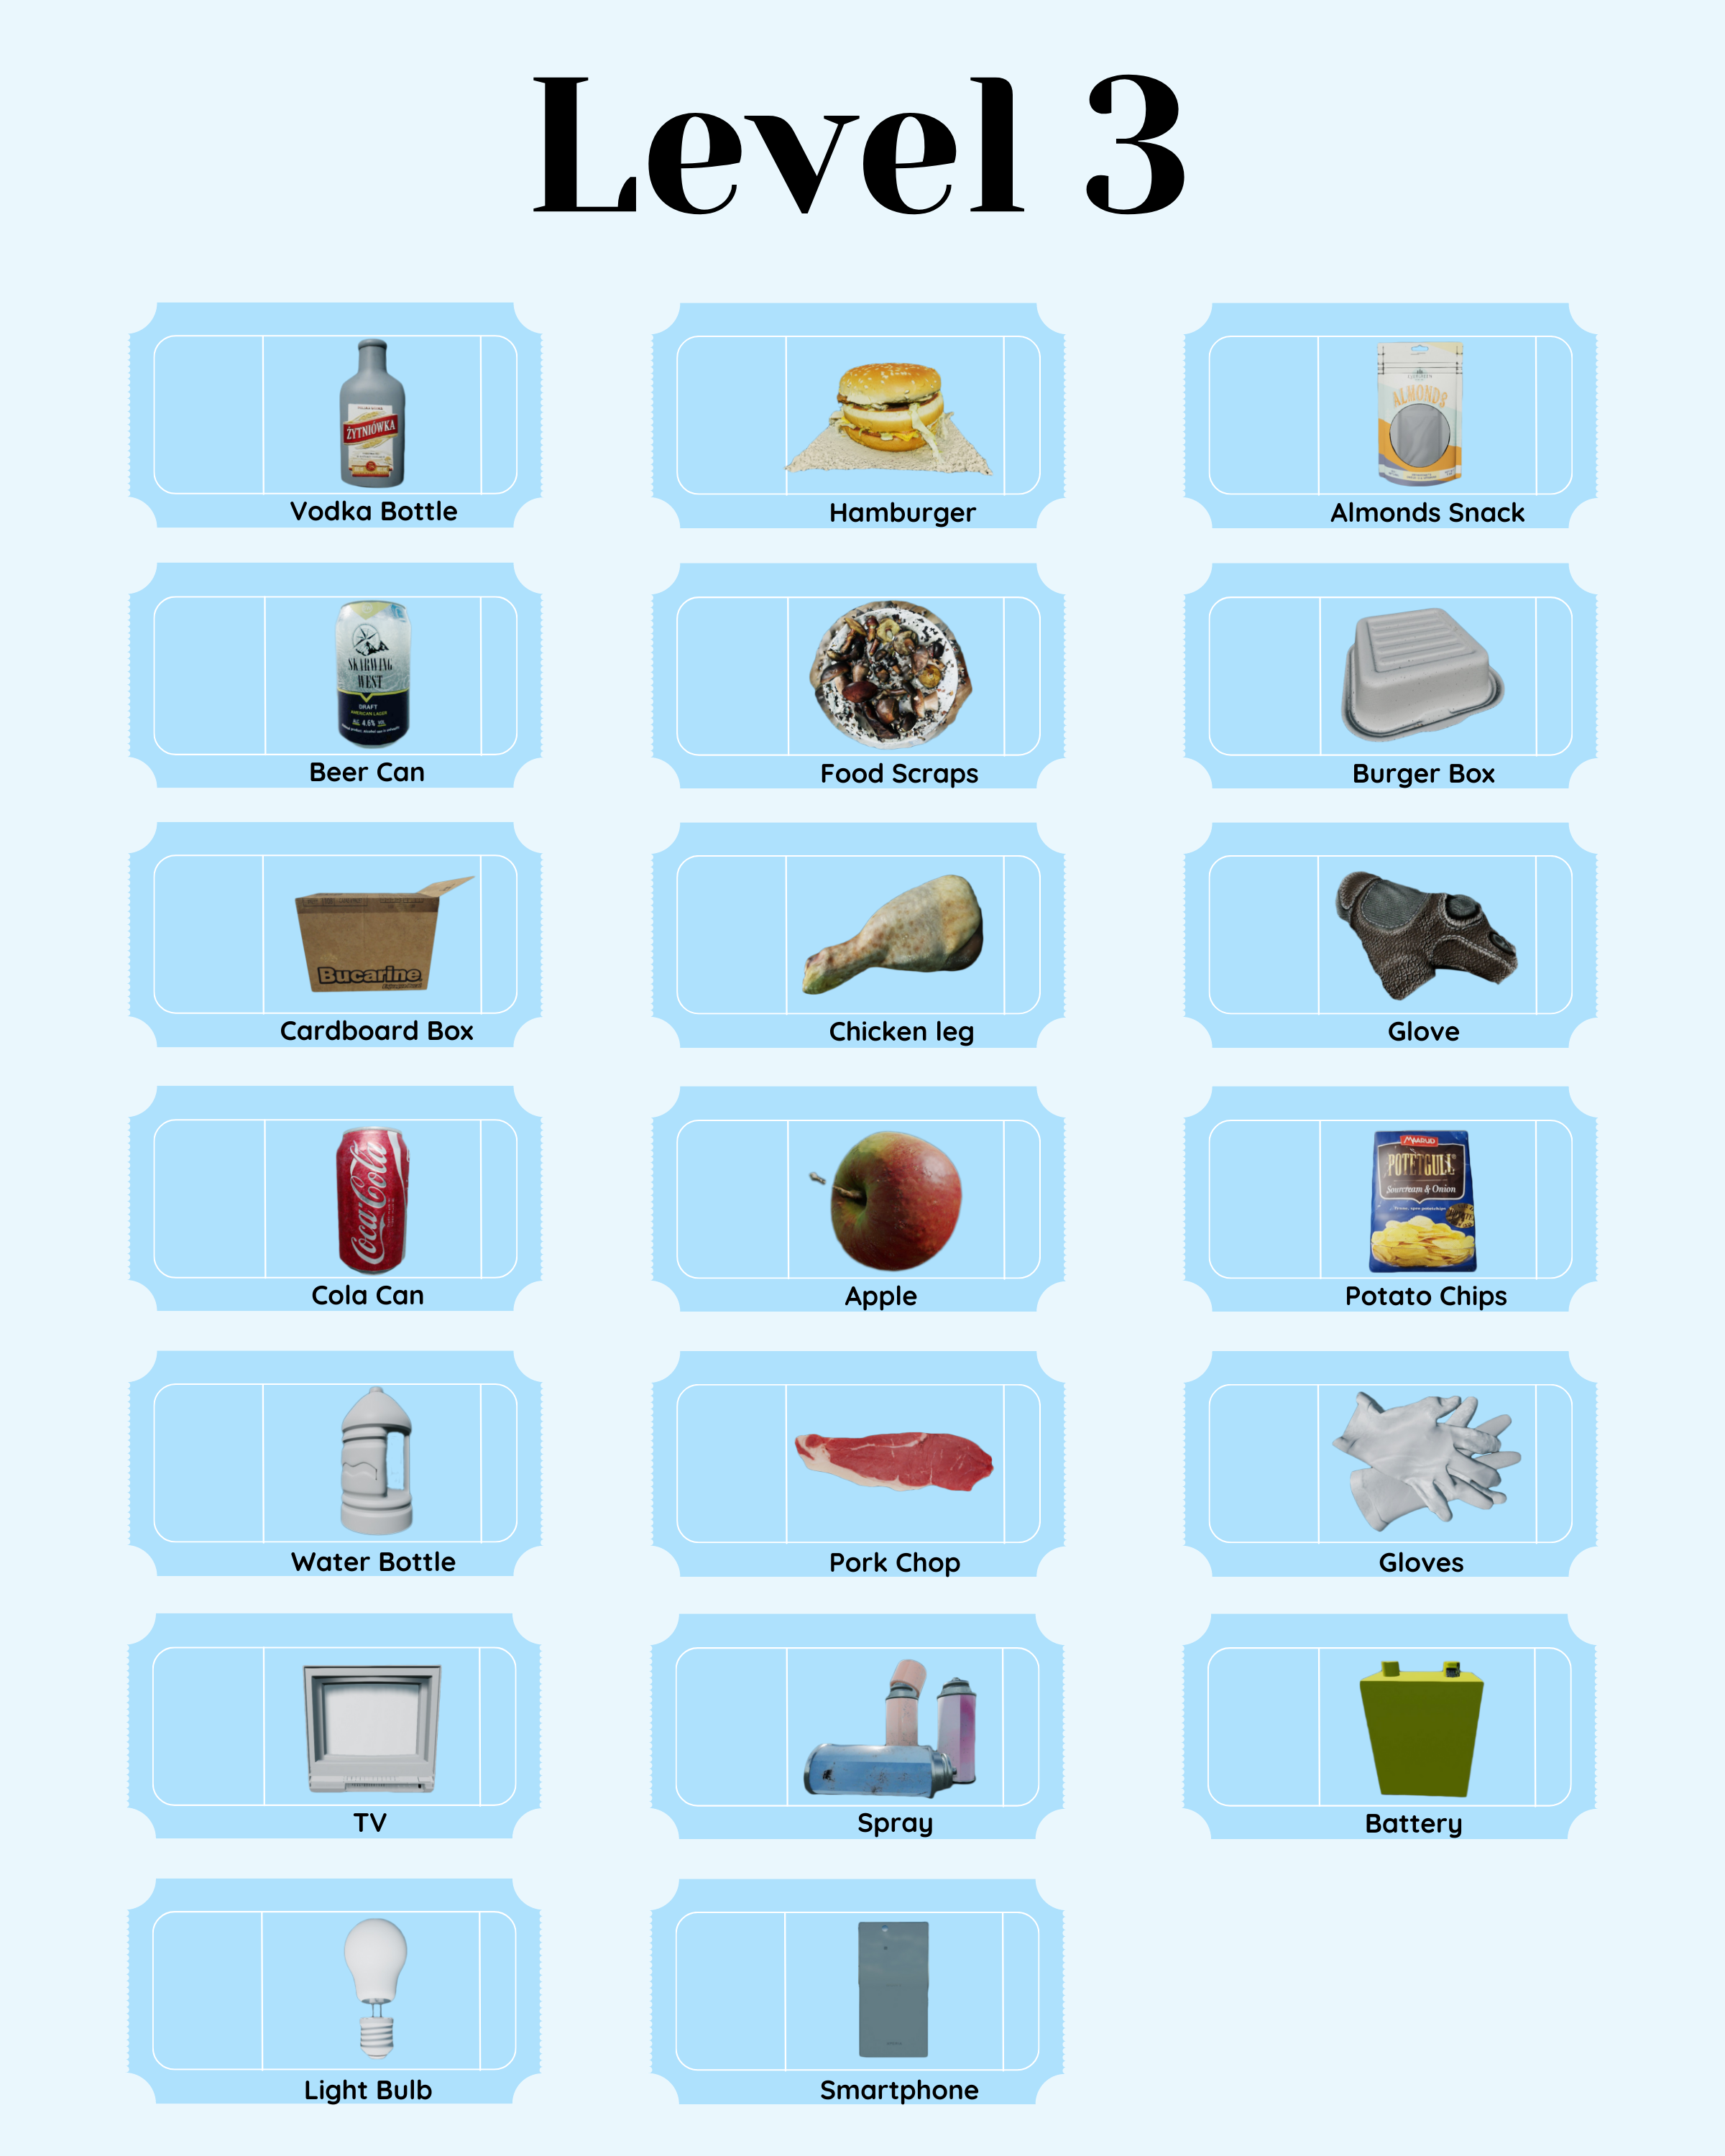 Level 3
ŻYTNIÓWKA
Vodka Bottle
Hamburger
ALMONDS
Almonds Snack
SKARWING
WEST
DRAFT
AMERICAN LAGER
ALC 4.6% VOL
Beer Can
Food Scraps
Burger Box
Bucarine
Cardboard Box
Chicken leg
Glove
Coca-Cola
Cola Can
Apple
MAARUD
POTETGULL
Sourcream & Onion
Potato Chips
Water Bottle
Pork Chop
Gloves
TV
Spray
Battery
Light Bulb
Smartphone